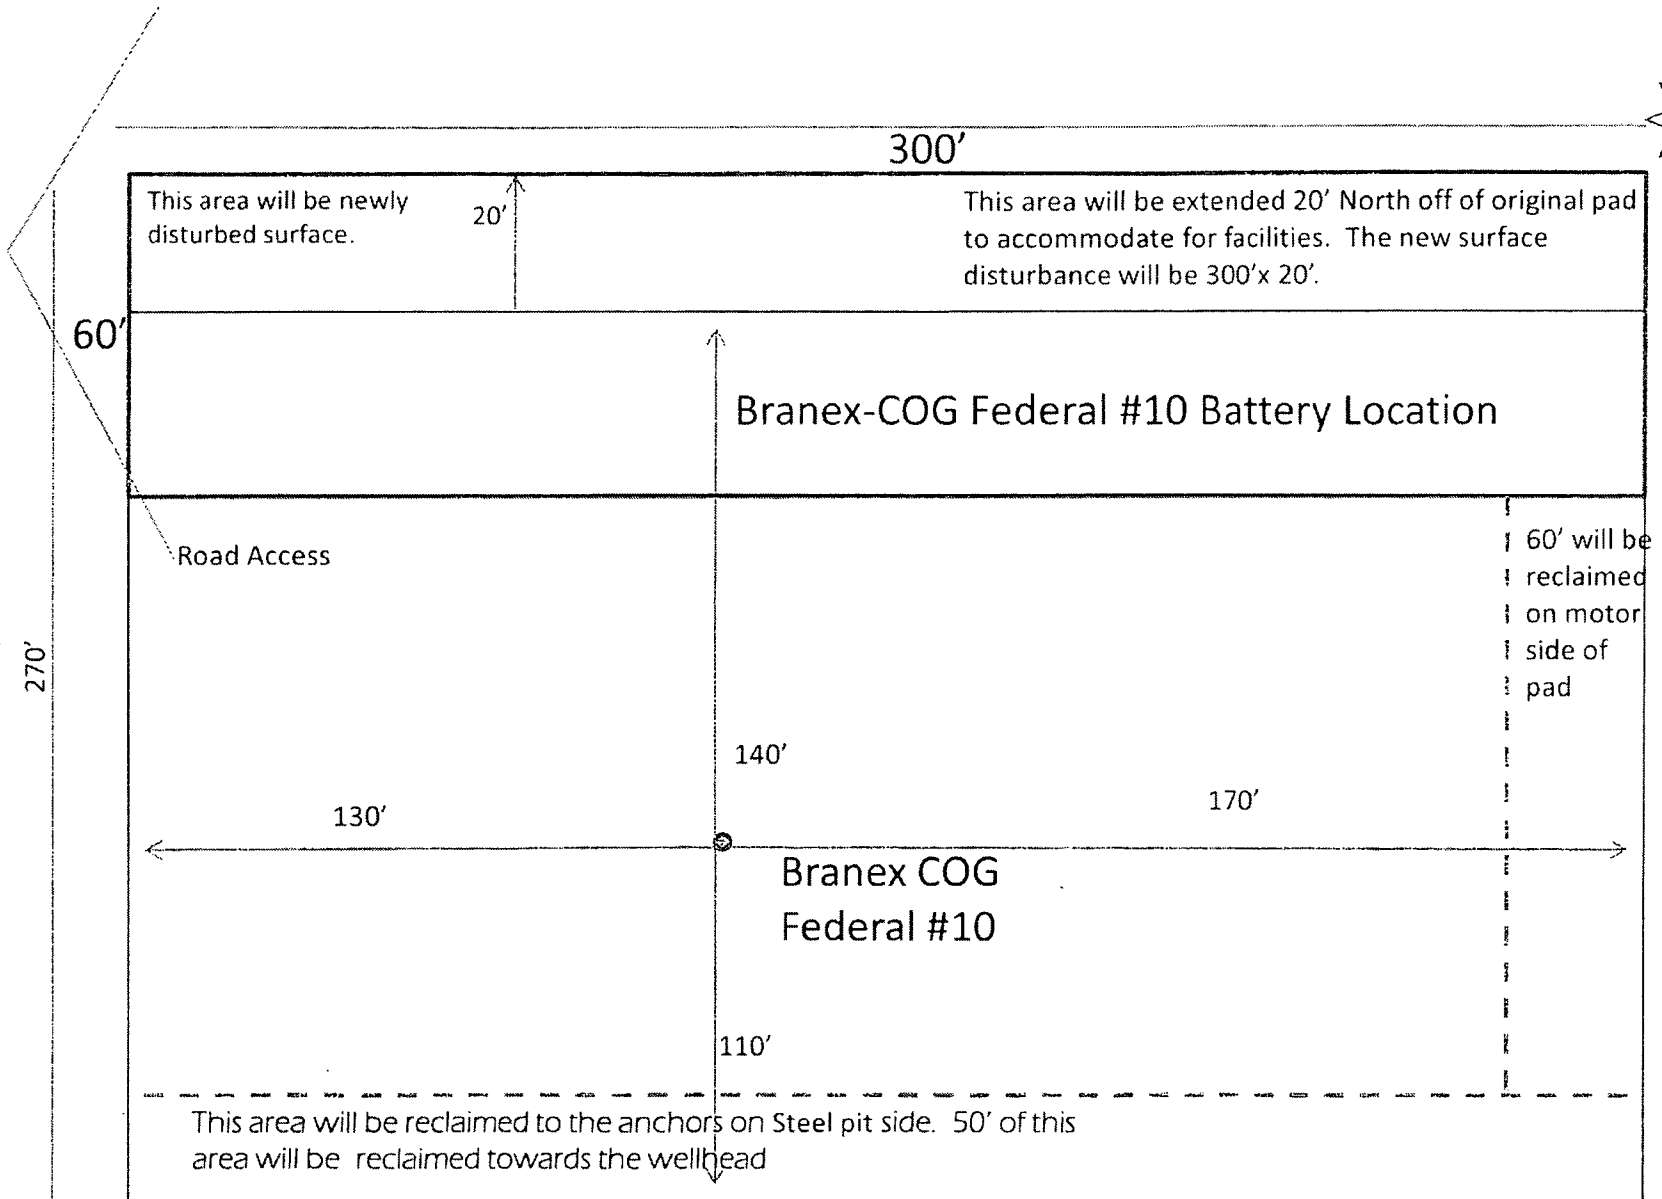 300'
This area will be newly
disturbed surface.
20'
This area will be extended 20' North off of original pad
to accommodate for facilities.  The new surface
disturbance will be 300'x 20'.
60'
Branex-COG Federal #10 Battery Location
Road Access
60' will be
reclaimed
on motor
side of
pad
270'
140'
130'
170'
Branex COG
Federal #10
110'
This area will be reclaimed to the anchors on Steel pit side.  50' of this
area will be  reclaimed towards the wellhead